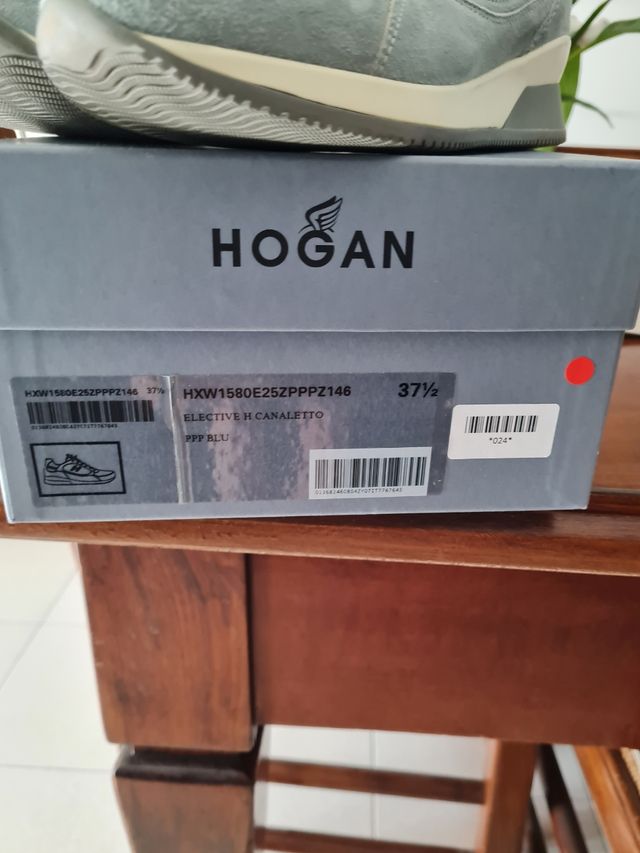 HOGAN
HXW1580E25ZPPPZ146 37½
HXW1580E25ZPPPZ146 37½
ELECTIVE H CANALETTO
PPP BLU
*024*